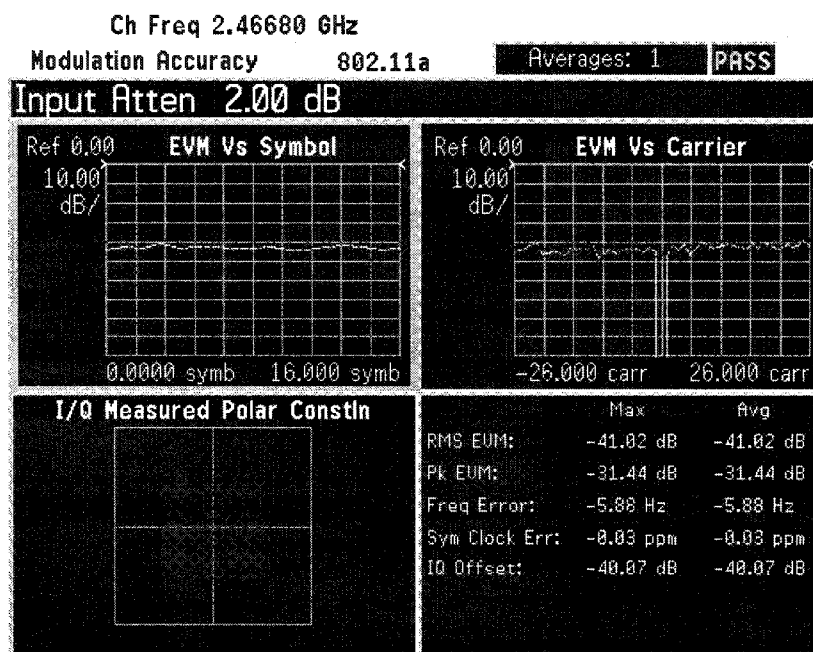 Ch Freq 2.46680 GHz
Modulation Accuracy 802.11a Averages: 1 PASS
Input Atten 2.00 dB
Ref 0.00 EVM Vs Symbol
10.00
dB/
0.0000 symb 16.000 symb
Ref 0.00 EVM Vs Carrier
10.00
dB/
-26.000 carr 26.000 carr
I/Q Measured Polar Constln
Max Avg
RMS EVM: -41.02 dB -41.02 dB
Pk EVM: -31.44 dB -31.44 dB
Freq Error: -5.88 Hz -5.88 Hz
Sym Clock Err: -0.03 ppm -0.03 ppm
IQ Offset: -40.07 dB -40.07 dB